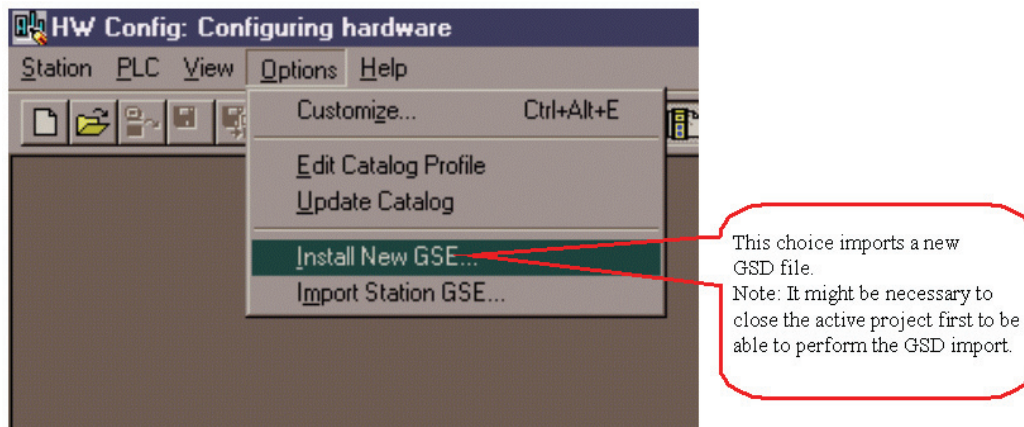 HW Config: Configuring hardware
Station PLC View Options Help
Customize... Ctrl+Alt+E
Edit Catalog Profile
Update Catalog
Install New GSE...
Import Station GSE...
This choice imports a new
GSD file.
Note: It might be necessary to
close the active project first to be
able to perform the GSD import.